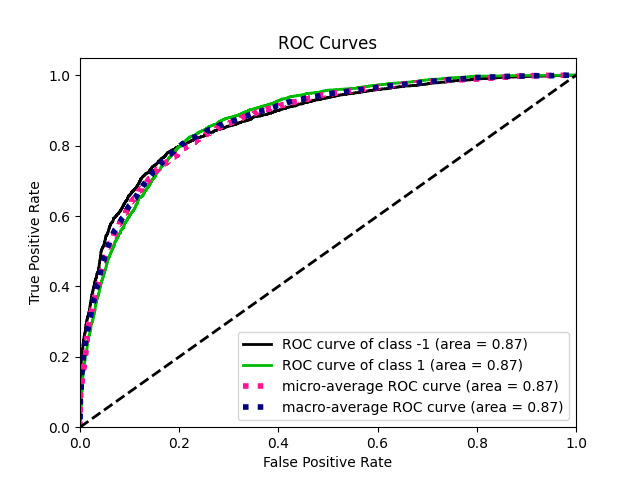 ROC Curves
1.0
0.8
0.6
0.4
0.2
0.0
True Positive Rate
ROC curve of class -1 (area = 0.87)
ROC curve of class 1 (area = 0.87)
micro-average ROC curve (area = 0.87)
macro-average ROC curve (area = 0.87)
0.0 0.2 0.4 0.6 0.8 1.0
False Positive Rate